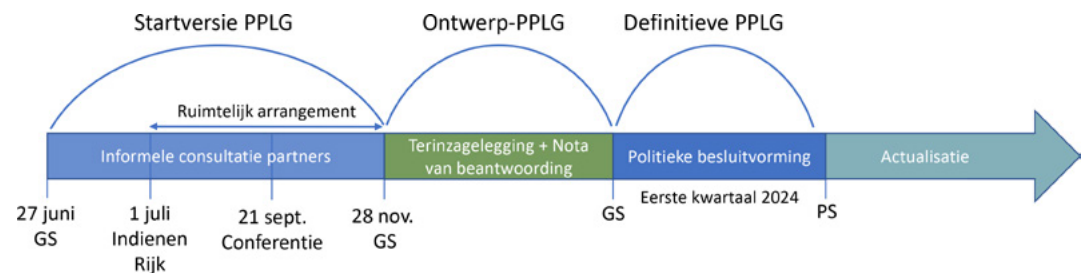 Startversie PPLG
Ontwerp-PPLG
Definitieve PPLG
Ruimtelijk arrangement
Informele consultatie partners
Terinzagelegging + Nota
van beantwoording
Politieke besluitvorming
Actualisatie
27 juni
GS
1 juli
Indienen
Rijk
21 sept.
Conferentie
28 nov.
GS
GS
Eerste kwartaal 2024
PS